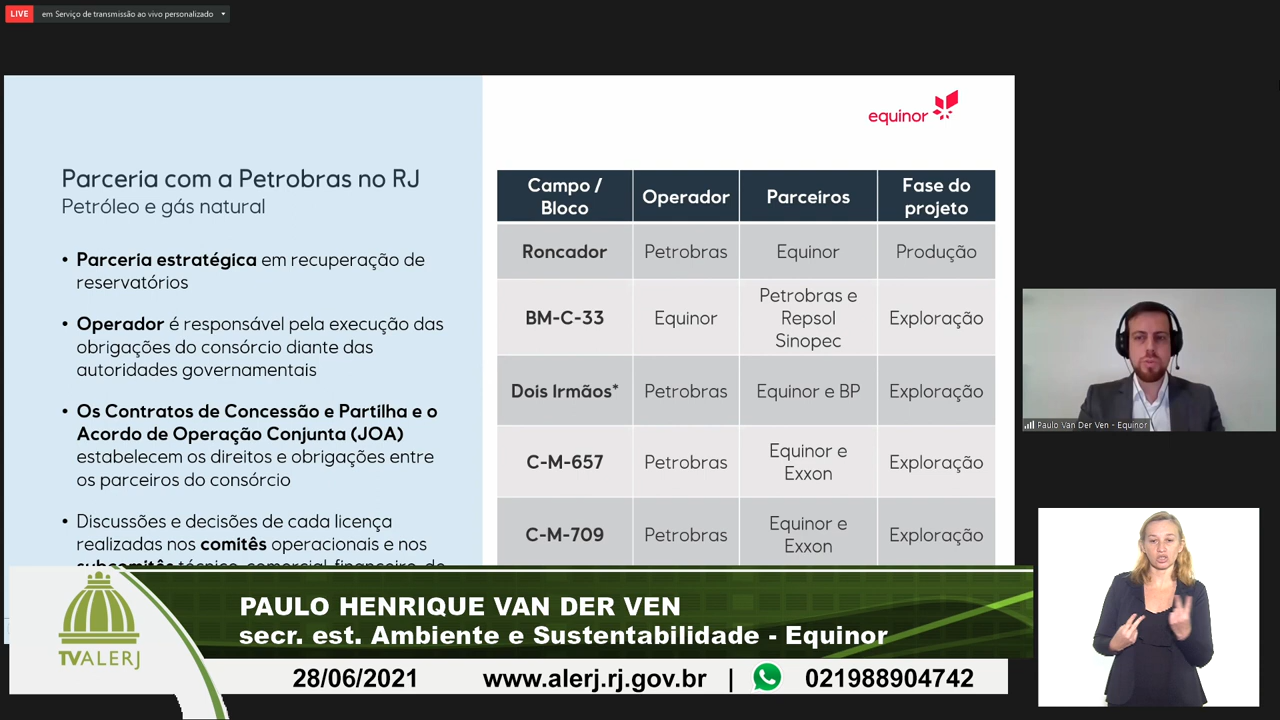 LIVE em Serviço de transmissão ao vivo personalizado
equinor
Parceria com a Petrobras no RJ
Petróleo e gás natural
• Parceria estratégica em recuperação de
reservatórios
• Operador é responsável pela execução das
obrigações do consórcio diante das
autoridades governamentais
• Os Contratos de Concessão e Partilha e o
Acordo de Operação Conjunta (JOA)
estabelecem os direitos e obrigações entre
os parceiros do consórcio
• Discussões e decisões de cada licença
realizadas nos comitês operacionais e nos
subcomitês técnico, comercial, financeiro, de
Campo / Bloco Operador Parceiros Fase do projeto
Roncador Petrobras Equinor Produção
BM-C-33 Equinor Petrobras e Repsol Sinopec Exploração
Dois Irmãos* Petrobras Equinor e BP Exploração
C-M-657 Petrobras Equinor e Exxon Exploração
C-M-709 Petrobras Equinor e Exxon Exploração
Paulo Van Der Ven - Equinor
TVALERJ
PAULO HENRIQUE VAN DER VEN
secr. est. Ambiente e Sustentabilidade - Equinor
28/06/2021 www.alerj.rj.gov.br | 021988904742